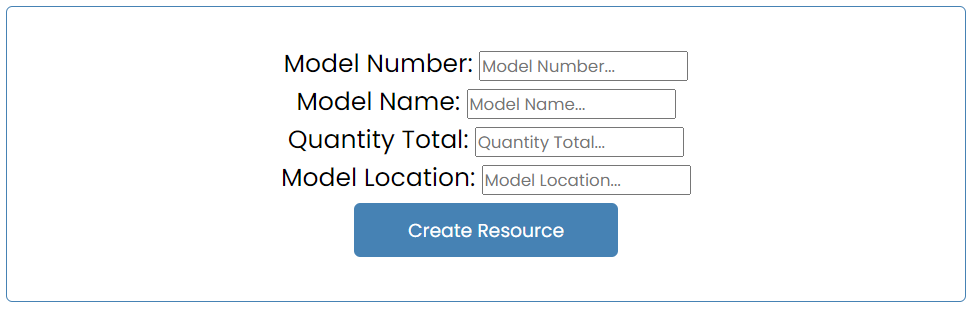 Model Number: Model Number...
Model Name: Model Name...
Quantity Total: Quantity Total...
Model Location: Model Location...
Create Resource